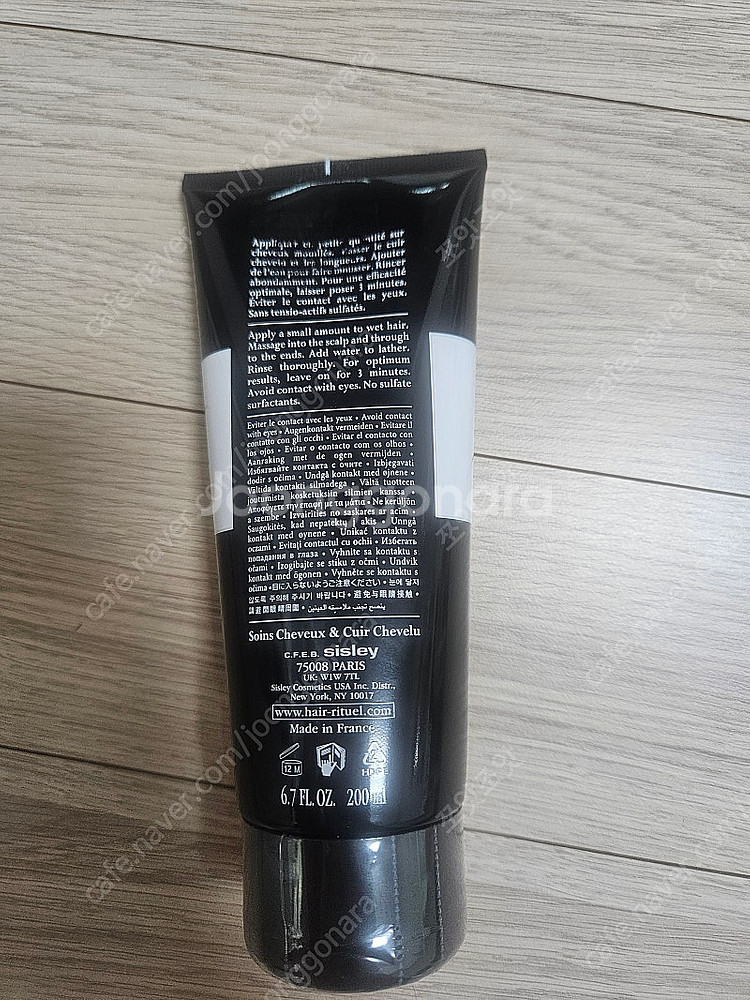 Appliquer et petite quantité sur
cheveux mouillés. Masser le cuir
chevelu et les longueurs. Ajouter
de l'eau pour faire mousser. Rincer
abondamment. Pour une efficacité
optimale, laisser poser 3 minutes.
Eviter le contact avec les yeux.
Sans tensio-actifs sulfatés.
Apply a small amount to wet hair.
Massage into the scalp and through
to the ends. Add water to lather.
Rinse thoroughly. For optimum
results, leave on for 3 minutes.
Avoid contact with eyes. No sulfate
surfactants.
Eviter le contact avec les yeux • Avoid contact
with eyes • Augenkontakt vermeiden • Evitare il
contatto con gli occhi • Evitar el contacto con
los ojos • Evitar o contacto com os olhos •
Aanraking met de ogen vermijden •
Избягвайте контакта с очите • Izbjegavati
dodir s očima • Undgå kontakt med øjnene •
Vältida kontakti silmadega • Vältä tuotteen
joutumista kosketuksiin silmien kanssa •
Αποφύγετε την επαφή με τα μάτια • Ne kerüljön
a szembe • Izvairīties no saskares ar acīm •
Saugokitės, kad nepatektų į akis • Unngå
kontakt med øynene • Unikać kontaktu z
oczami • Evitaţi contactul cu ochii • Избегать
попадания в глаза • Vyhnite sa kontaktu s
očami • Izogibajte se stiku z očmi • Undvik
kontakt med ögonen • Vyhněte se kontaktu s
očima • 目に入らないようご注意ください • 눈에 닿지
않도록 주의해 주시기 바랍니다 • 避免与眼睛接触 •
請避開眼睛周圍 • ينصح تجنب ملامسته العينين •
Soins Cheveux & Cuir Chevelu
C.F.E.B. sisley
75008 PARIS
UK: W1W 7TL
Sisley Cosmetics USA Inc. Distr.,
New York, NY 10017
www.hair-rituel.com
Made in France
12 M
HDPE
6.7 FL. OZ. 200 ml
joonggonara
cafe.naver.com/joonggonara
쪼앗쪼아